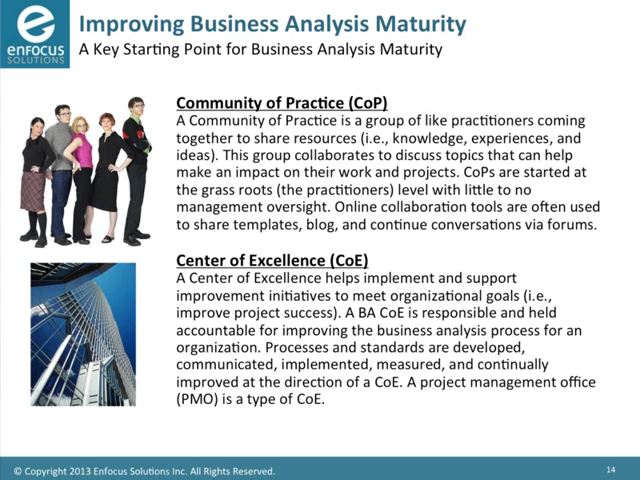 Improving Business Analysis Maturity
A Key Starting Point for Business Analysis Maturity
enfocus
SOLUTIONS
Community of Practice (CoP)
A Community of Practice is a group of like practitioners coming
together to share resources (i.e., knowledge, experiences, and
ideas). This group collaborates to discuss topics that can help
make an impact on their work and projects. CoPs are started at
the grass roots (the practitioners) level with little to no
management oversight. Online collaboration tools are often used
to share templates, blog, and continue conversations via forums.
Center of Excellence (CoE)
A Center of Excellence helps implement and support
improvement initiatives to meet organizational goals (i.e.,
improve project success). A BA CoE is responsible and held
accountable for improving the business analysis process for an
organization. Processes and standards are developed,
communicated, implemented, measured, and continually
improved at the direction of a CoE. A project management office
(PMO) is a type of CoE.
© Copyright 2013 Enfocus Solutions Inc. All Rights Reserved.
14